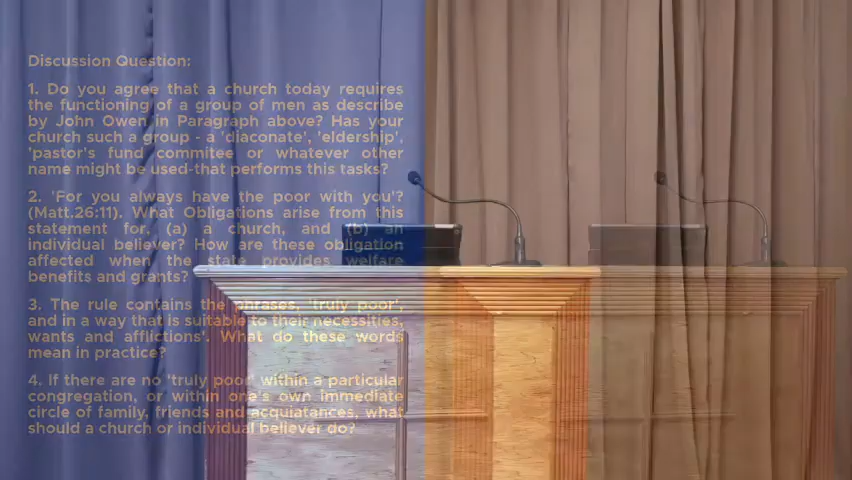 Discussion Question:
1. Do you agree that a church today requires
the functioning of a group of men as describe
by John Owen in Paragraph above? Has your
church such a group - a 'diaconate', 'eldership',
'pastor's fund commitee or whatever other
name might be used-that performs this tasks?
2. 'For you always have the poor with you'?
(Matt.26:11). What Obligations arise from this
statement for, (a) a church, and (b) an
individual believer? How are these obligation
affected when the state provides welfare
benefits and grants?
3. The rule contains the phrases, 'truly poor',
and in a way that is suitable to their necessities,
wants and afflictions'. What do these words
mean in practice?
4. If there are no 'truly poor' within a particular
congregation, or within one's own immediate
circle of family, friends and acquiatances, what
should a church or individual believer do?